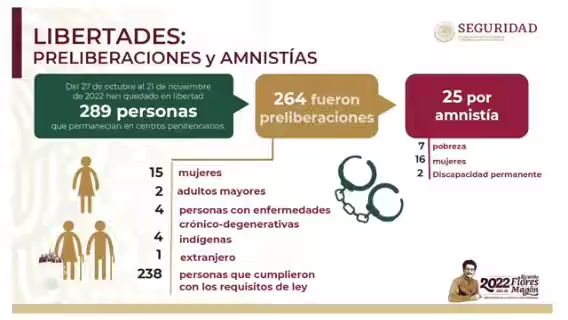 LIBERTADES:
PRELIBERACIONES y AMNISTÍAS
SEGURIDAD
Del 27 de octubre al 21 de noviembre
de 2022 han quedado en libertad
289 personas
que permanecían en centros penitenciarios
264 fueron
preliberaciones
25 por
amnistía
7 pobreza
16 mujeres
2 Discapacidad permanente
15 mujeres
2 adultos mayores
4 personas con enfermedades
crónico-degenerativas
4 indígenas
1 extranjero
238 personas que cumplieron
con los requisitos de ley
2022 Ricardo
Flores
Magón